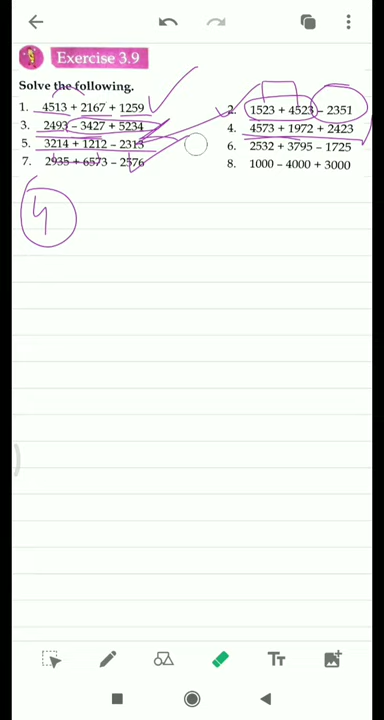 Exercise 3.9
Solve the following.
1. 4513 + 2167 + 1259
2. 1523 + 4523 – 2351
3. 2493 – 3427 + 5234
4. 4573 + 1972 + 2423
5. 3214 + 1212 – 2313
6. 2532 + 3795 – 1725
7. 2935 + 6573 – 2576
8. 1000 – 4000 + 3000
4
Tт